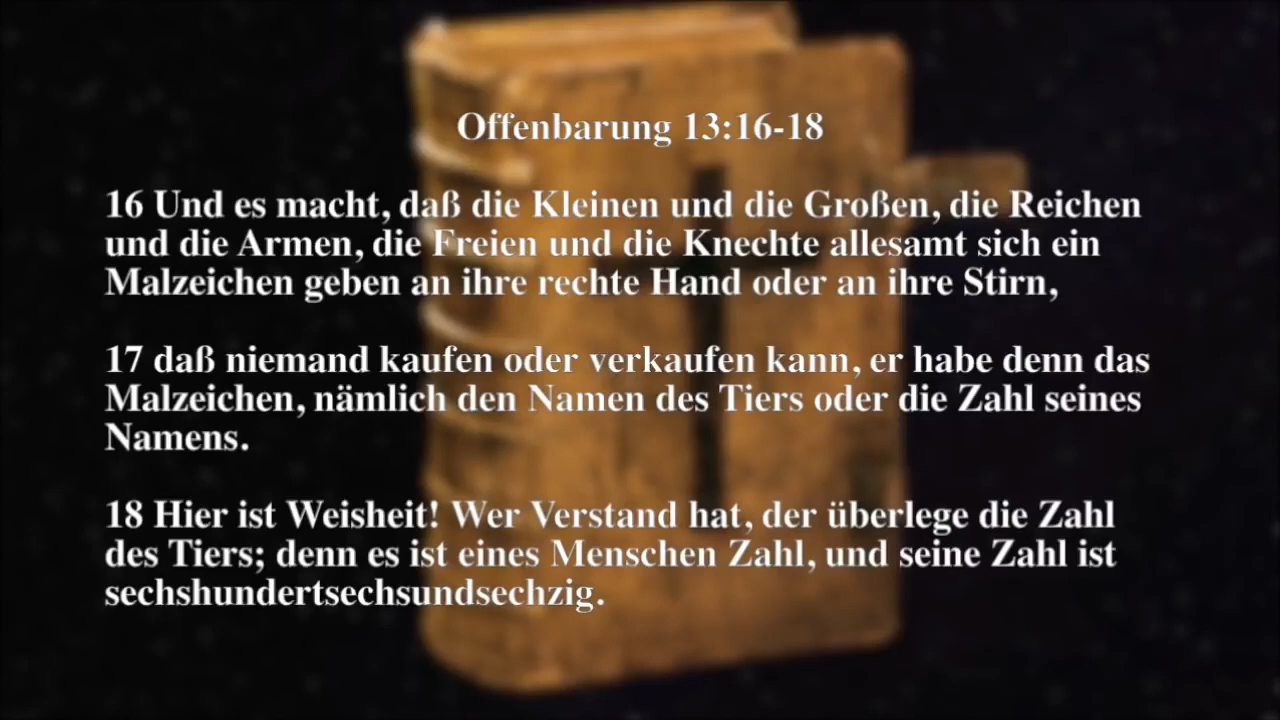 Offenbarung 13:16-18
16 Und es macht, daß die Kleinen und die Großen, die Reichen
und die Armen, die Freien und die Knechte allesamt sich ein
Malzeichen geben an ihre rechte Hand oder an ihre Stirn,
17 daß niemand kaufen oder verkaufen kann, er habe denn das
Malzeichen, nämlich den Namen des Tiers oder die Zahl seines
Namens.
18 Hier ist Weisheit! Wer Verstand hat, der überlege die Zahl
des Tiers; denn es ist eines Menschen Zahl, und seine Zahl ist
sechshundertsechsundsechzig.